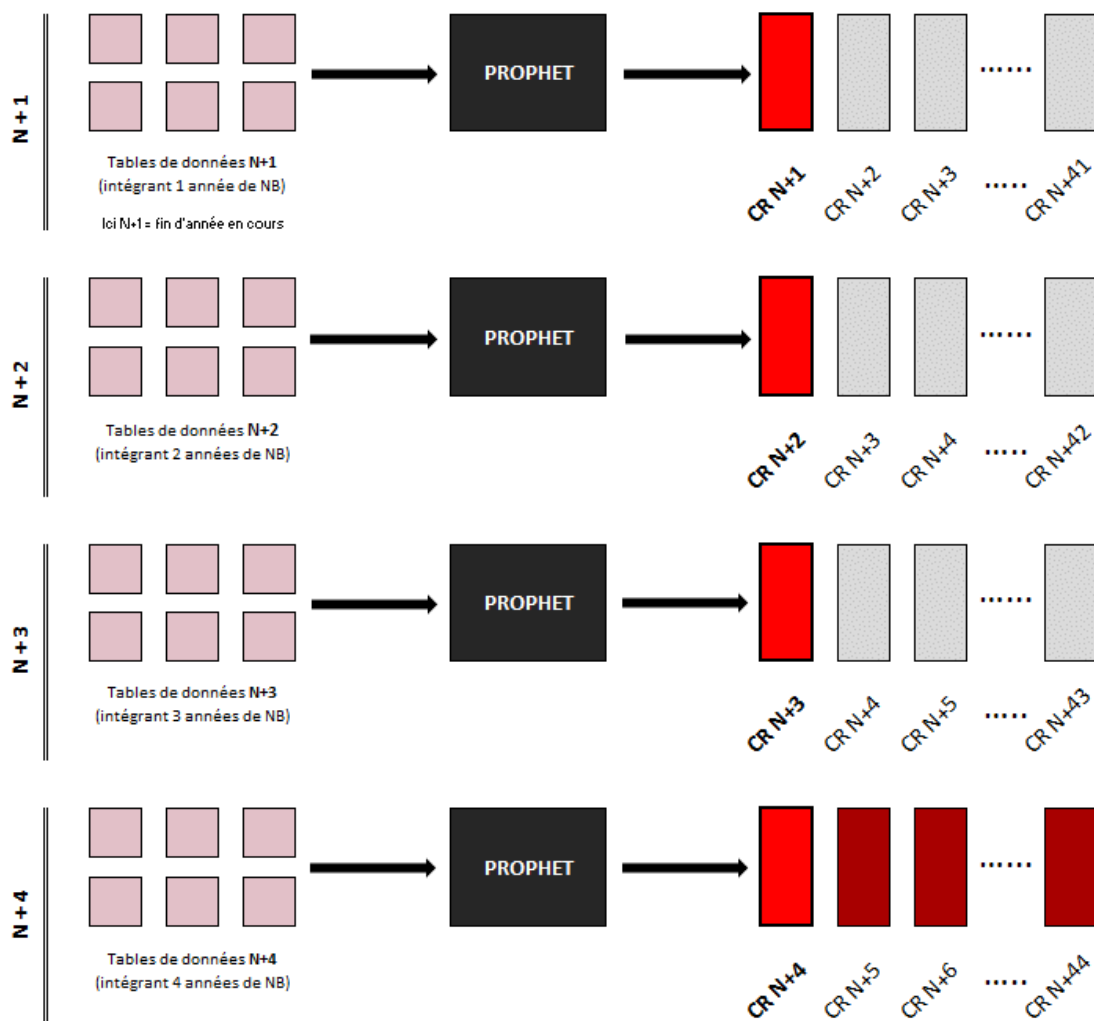 N+1
PROPHET
......
Tables de données N+1
(intégrant 1 année de NB)
Ici N+1= fin d'année en cours
CR N+1
CR N+2
CR N+3
.....
CR N+41
N+2
PROPHET
......
Tables de données N+2
(intégrant 2 années de NB)
CR N+2
CR N+3
CR N+4
.....
CR N+42
N+3
PROPHET
......
Tables de données N+3
(intégrant 3 années de NB)
CR N+3
CR N+4
CR N+5
.....
CR N+43
N+4
PROPHET
......
Tables de données N+4
(intégrant 4 années de NB)
CR N+4
CR N+5
CR N+6
.....
CR N+44